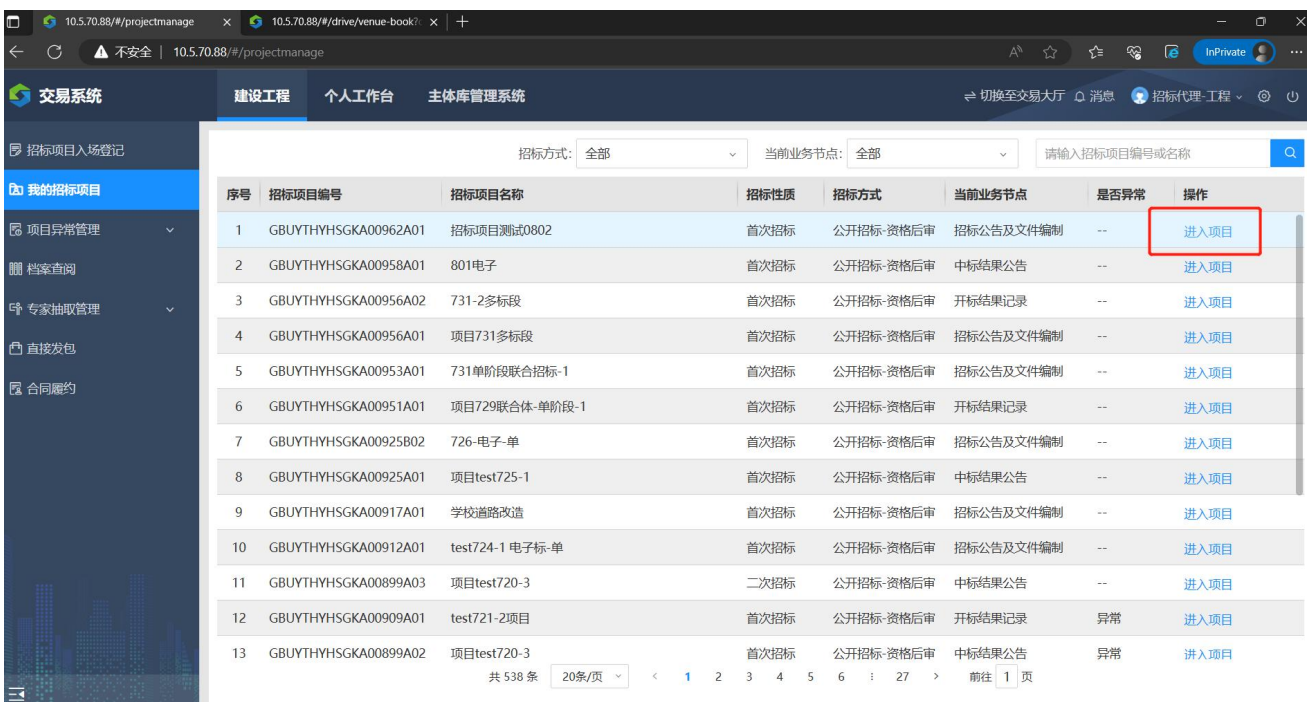 10.5.70.88/#/projectmanage 10.5.70.88/#/drive/venue-book?
不安全 10.5.70.88/#/projectmanage InPrivate
交易系统 建设工程 个人工作台 主体库管理系统 切换至交易大厅 消息 招标代理-工程
招标项目入场登记
我的招标项目
项目异常管理
档案查阅
专家抽取管理
直接发包
合同履约
招标方式: 全部 当前业务节点: 全部 请输入招标项目编号或名称
序号 招标项目编号 招标项目名称 招标性质 招标方式 当前业务节点 是否异常 操作
1 GBUYTHYHSGKA00962A01 招标项目测试0802 首次招标 公开招标-资格后审 招标公告及文件编制 -- 进入项目
2 GBUYTHYHSGKA00958A01 801电子 首次招标 公开招标-资格后审 中标结果公告 -- 进入项目
3 GBUYTHYHSGKA00956A02 731-2多标段 首次招标 公开招标-资格后审 开标结果记录 -- 进入项目
4 GBUYTHYHSGKA00956A01 项目731多标段 首次招标 公开招标-资格后审 招标公告及文件编制 -- 进入项目
5 GBUYTHYHSGKA00953A01 731单阶段联合招标-1 首次招标 公开招标-资格后审 招标公告及文件编制 -- 进入项目
6 GBUYTHYHSGKA00951A01 项目729联合体-单阶段-1 首次招标 公开招标-资格后审 开标结果记录 -- 进入项目
7 GBUYTHYHSGKA00925B02 726-电子-单 首次招标 公开招标-资格后审 招标公告及文件编制 -- 进入项目
8 GBUYTHYHSGKA00925A01 项目test725-1 首次招标 公开招标-资格后审 中标结果公告 -- 进入项目
9 GBUYTHYHSGKA00917A01 学校道路改造 首次招标 公开招标-资格后审 招标公告及文件编制 -- 进入项目
10 GBUYTHYHSGKA00912A01 test724-1 电子标-单 首次招标 公开招标-资格后审 招标公告及文件编制 -- 进入项目
11 GBUYTHYHSGKA00899A03 项目test720-3 二次招标 公开招标-资格后审 中标结果公告 -- 进入项目
12 GBUYTHYHSGKA00909A01 test721-2项目 首次招标 公开招标-资格后审 开标结果记录 异常 进入项目
13 GBUYTHYHSGKA00899A02 项目test720-3 首次招标 公开招标-资格后审 中标结果公告 异常 进入项目
共 538 条 20条/页 < 1 2 3 4 5 6 ⁝ 27 > 前往 1 页